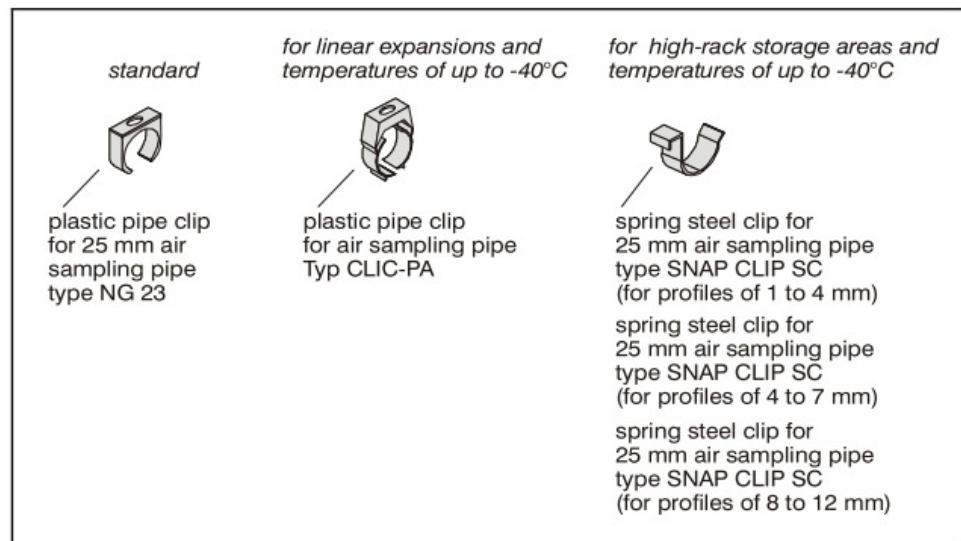 standard
for linear expansions and
temperatures of up to -40°C
for high-rack storage areas and
temperatures of up to -40°C
plastic pipe clip
for 25 mm air
sampling pipe
type NG 23
plastic pipe clip
for air sampling pipe
Typ CLIC-PA
spring steel clip for
25 mm air sampling pipe
type SNAP CLIP SC
(for profiles of 1 to 4 mm)
spring steel clip for
25 mm air sampling pipe
type SNAP CLIP SC
(for profiles of 4 to 7 mm)
spring steel clip for
25 mm air sampling pipe
type SNAP CLIP SC
(for profiles of 8 to 12 mm)